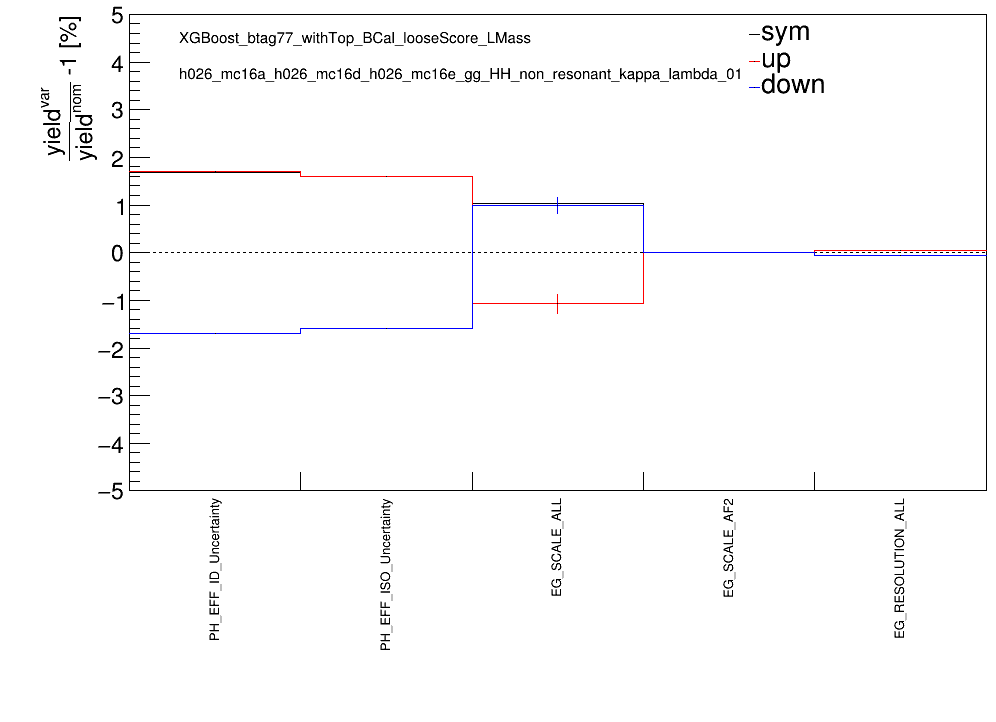 yield^var / yield^nom -1 [%]
XGBoost_btag77_withTop_BCal_looseScore_LMass
h026_mc16a_h026_mc16d_h026_mc16e_gg_HH_non_resonant_kappa_lambda_01
sym
up
down
5
4
3
2
1
0
−1
−2
−3
−4
−5
PH_EFF_ID_Uncertainty
PH_EFF_ISO_Uncertainty
EG_SCALE_ALL
EG_SCALE_AF2
EG_RESOLUTION_ALL